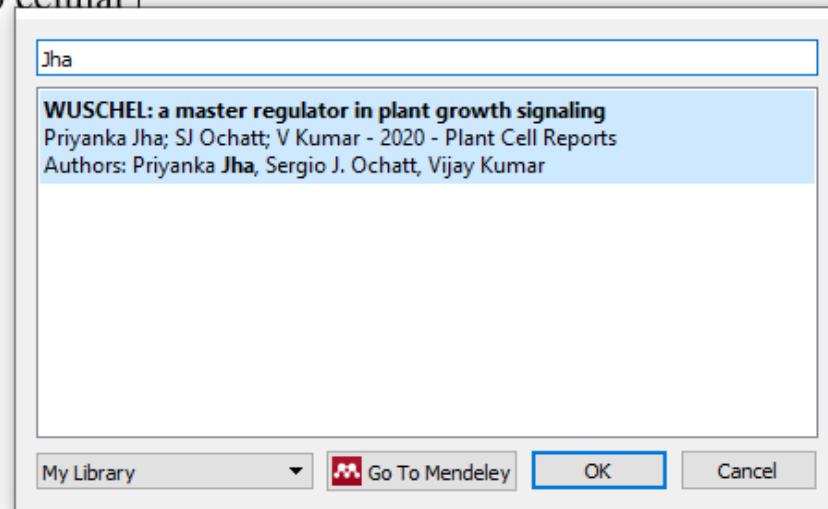 celular
Jha
WUSCHEL: a master regulator in plant growth signaling
Priyanka Jha; SJ Ochatt; V Kumar - 2020 - Plant Cell Reports
Authors: Priyanka Jha, Sergio J. Ochatt, Vijay Kumar
My Library
Go To Mendeley
OK
Cancel